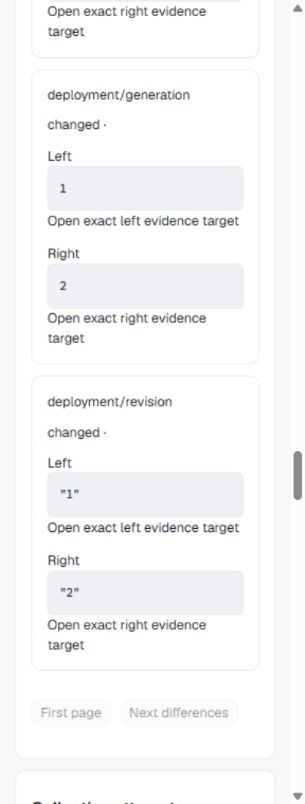 Open exact right evidence
target
deployment/generation
changed ·
Left
1
Open exact left evidence target
Right
2
Open exact right evidence
target
deployment/revision
changed ·
Left
"1"
Open exact left evidence target
Right
"2"
Open exact right evidence
target
First page
Next differences